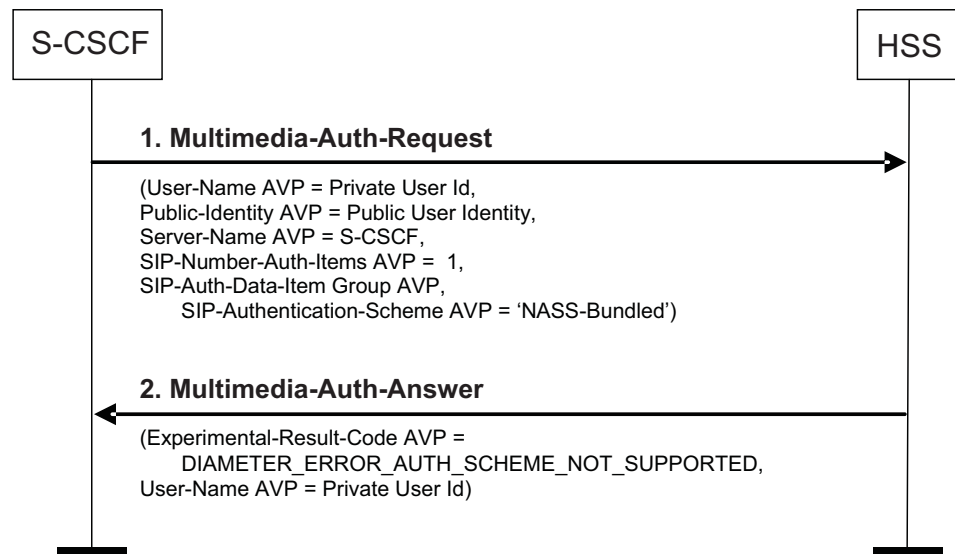 S-CSCF
HSS
1. Multimedia-Auth-Request
(User-Name AVP = Private User Id,
Public-Identity AVP = Public User Identity,
Server-Name AVP = S-CSCF,
SIP-Number-Auth-Items AVP = 1,
SIP-Auth-Data-Item Group AVP,
SIP-Authentication-Scheme AVP = ‘NASS-Bundled’)
2. Multimedia-Auth-Answer
(Experimental-Result-Code AVP =
DIAMETER_ERROR_AUTH_SCHEME_NOT_SUPPORTED,
User-Name AVP = Private User Id)